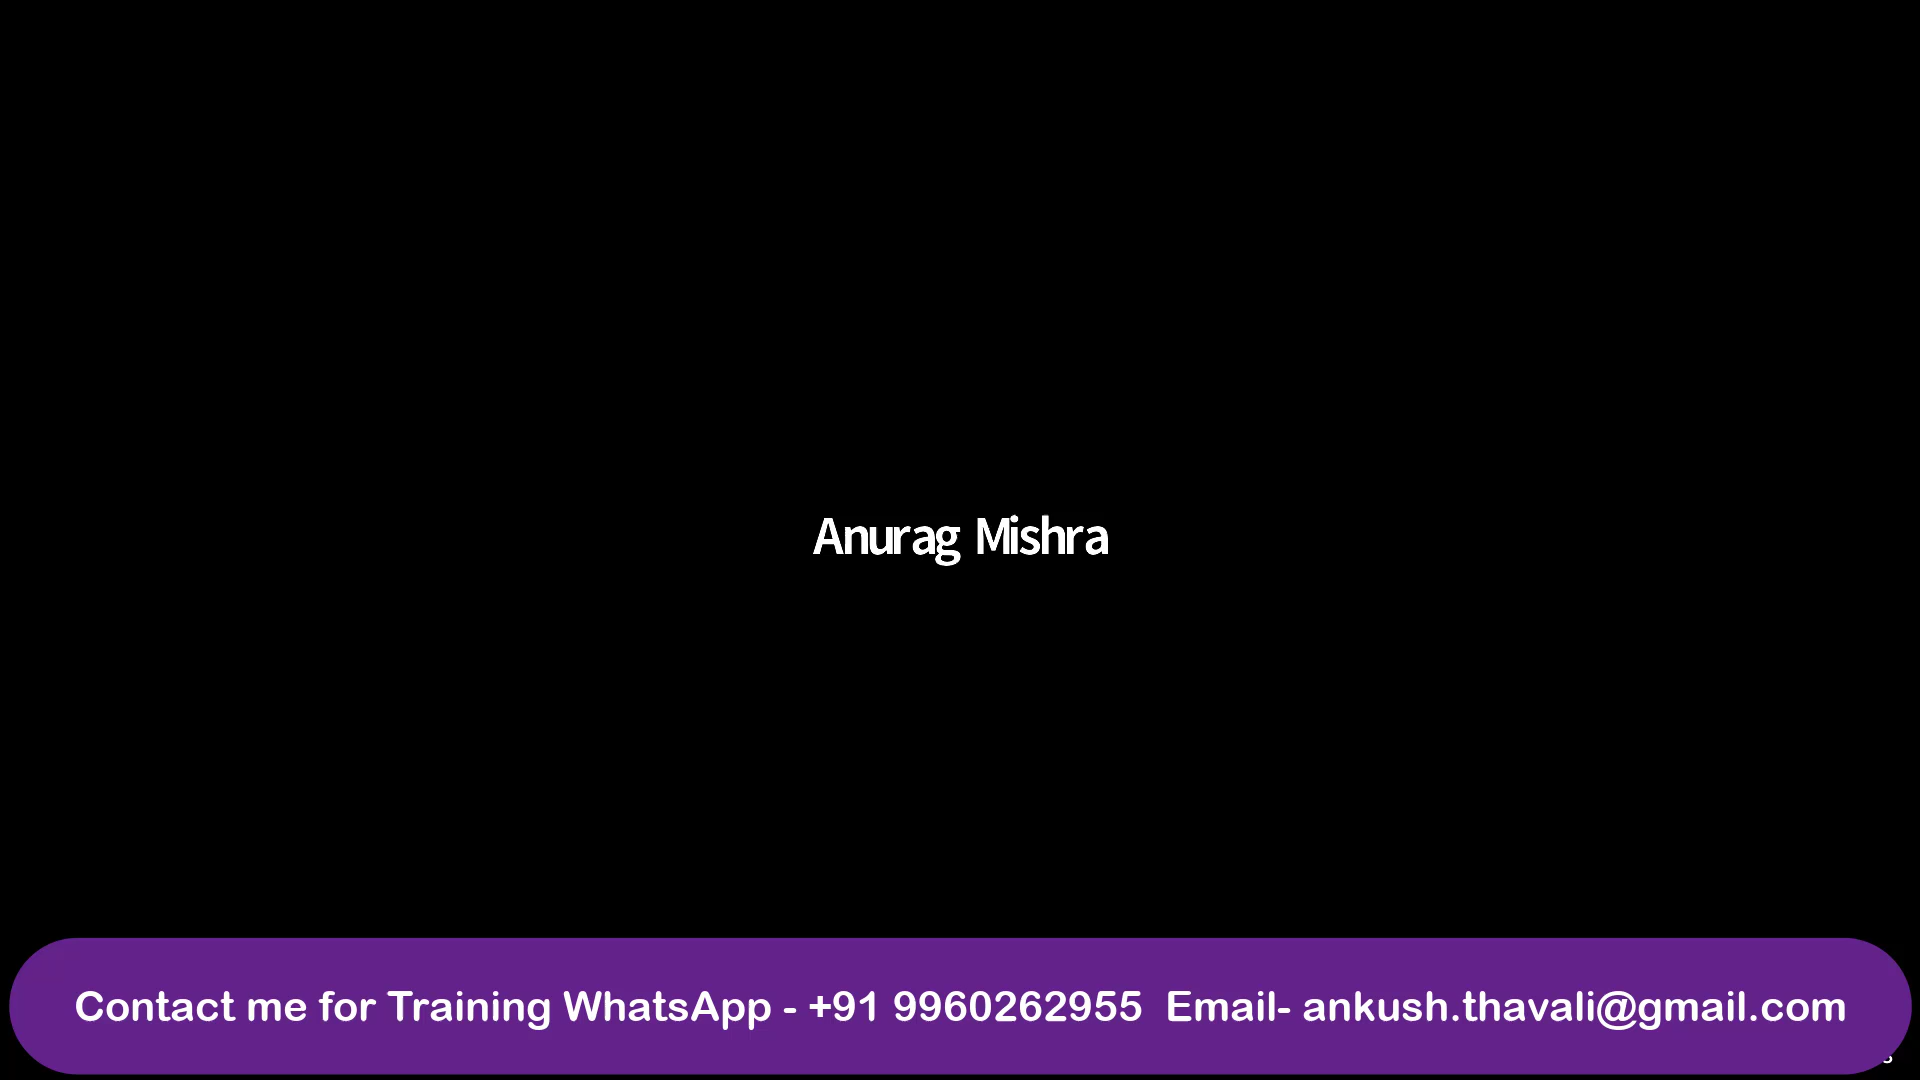 Anurag Mishra
Contact me for Training WhatsApp - +91 9960262955 Email- ankush.thavali@gmail.com